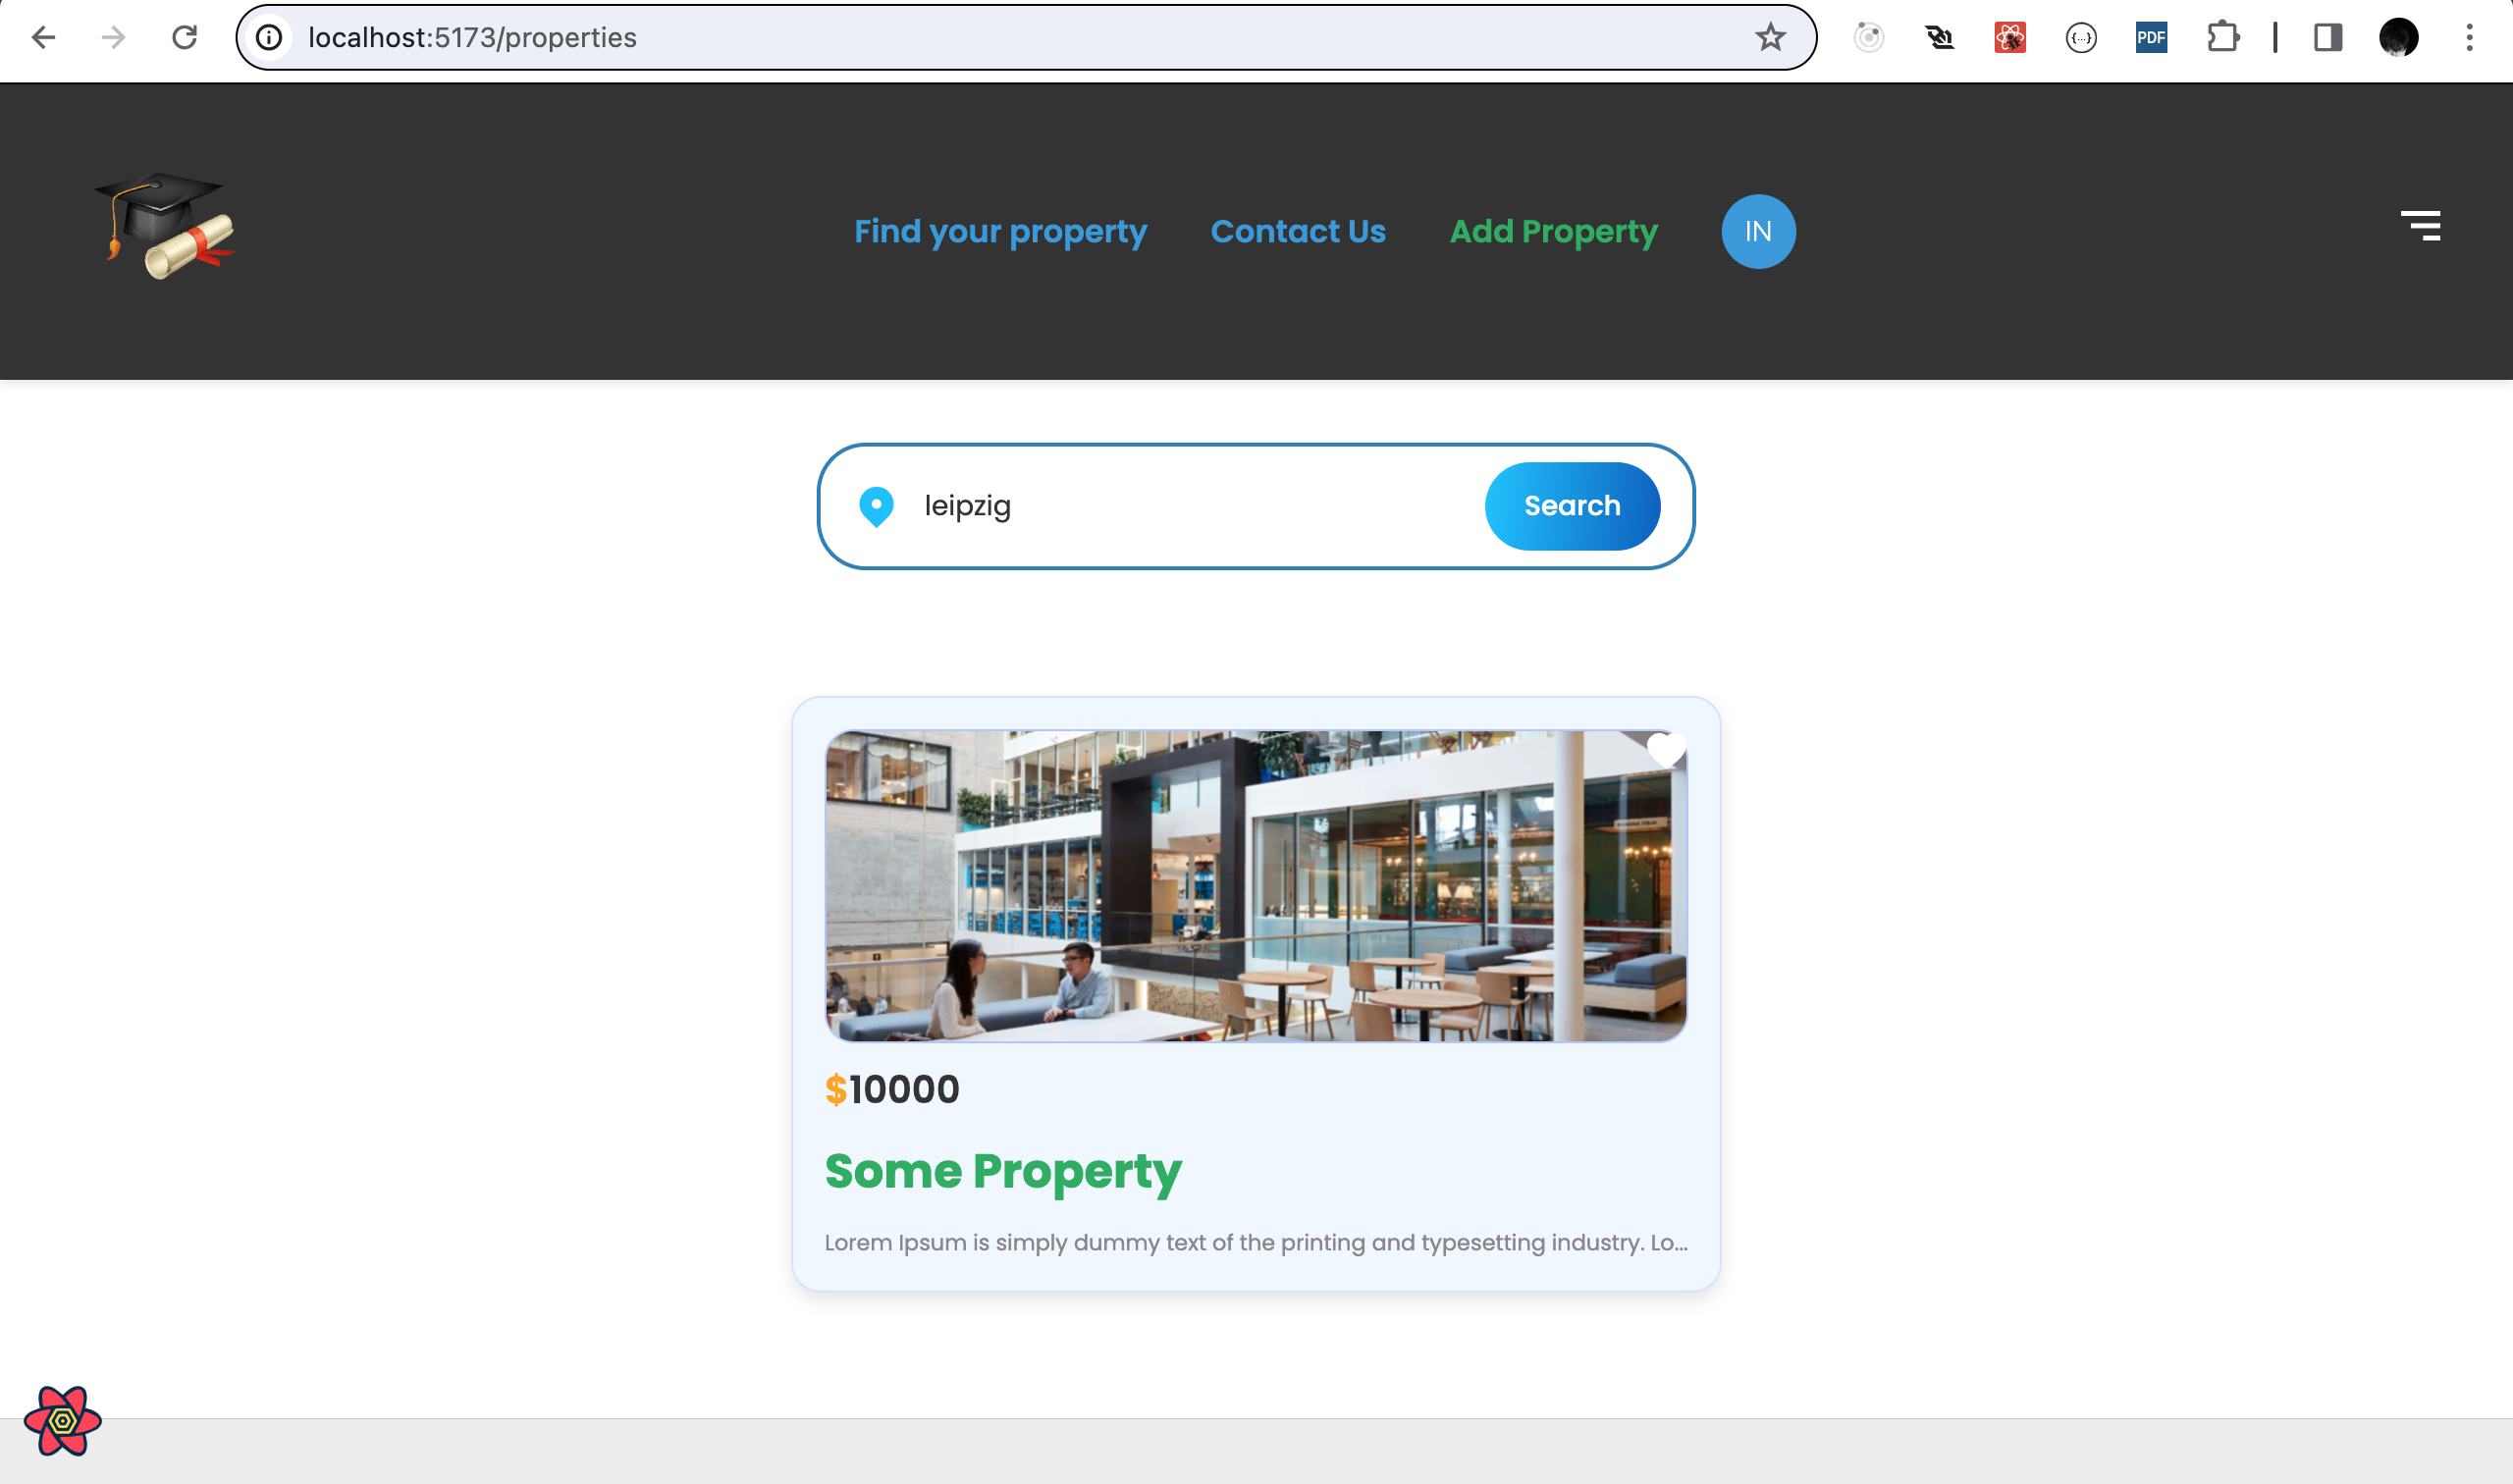 localhost:5173/properties
{...}
PDF
Find your property
Contact Us
Add Property
IN
leipzig
Search
$10000
Some Property
Lorem Ipsum is simply dummy text of the printing and typesetting industry. Lo...